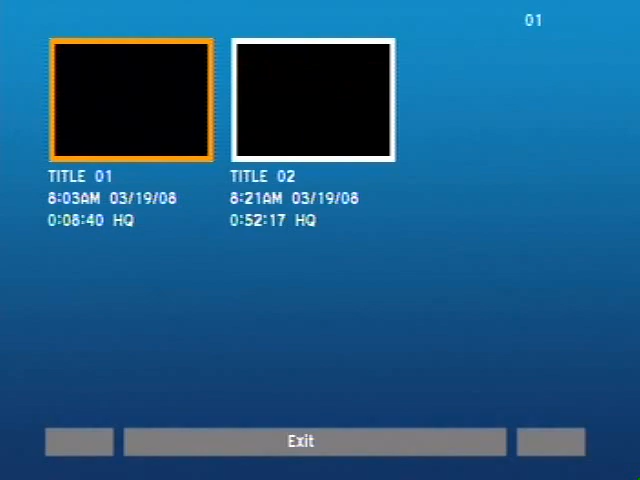 01
TITLE 01
8:03AM 03/19/08
0:08:40 HQ
TITLE 02
8:21AM 03/19/08
0:52:17 HQ
Exit